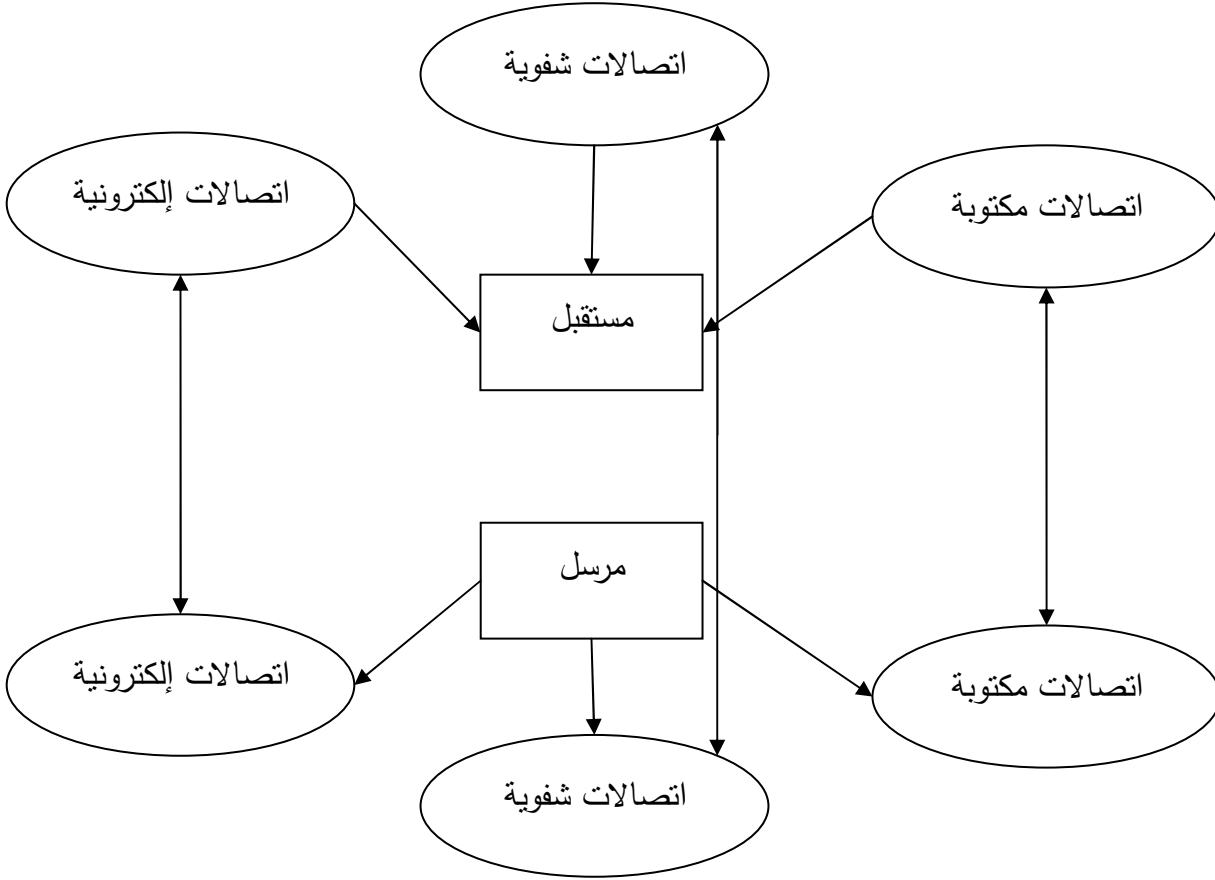 اتصالات شفوية
اتصالات مكتوبة
اتصالات إلكترونية
مستقبل
مرسل
اتصالات مكتوبة
اتصالات إلكترونية
اتصالات شفوية